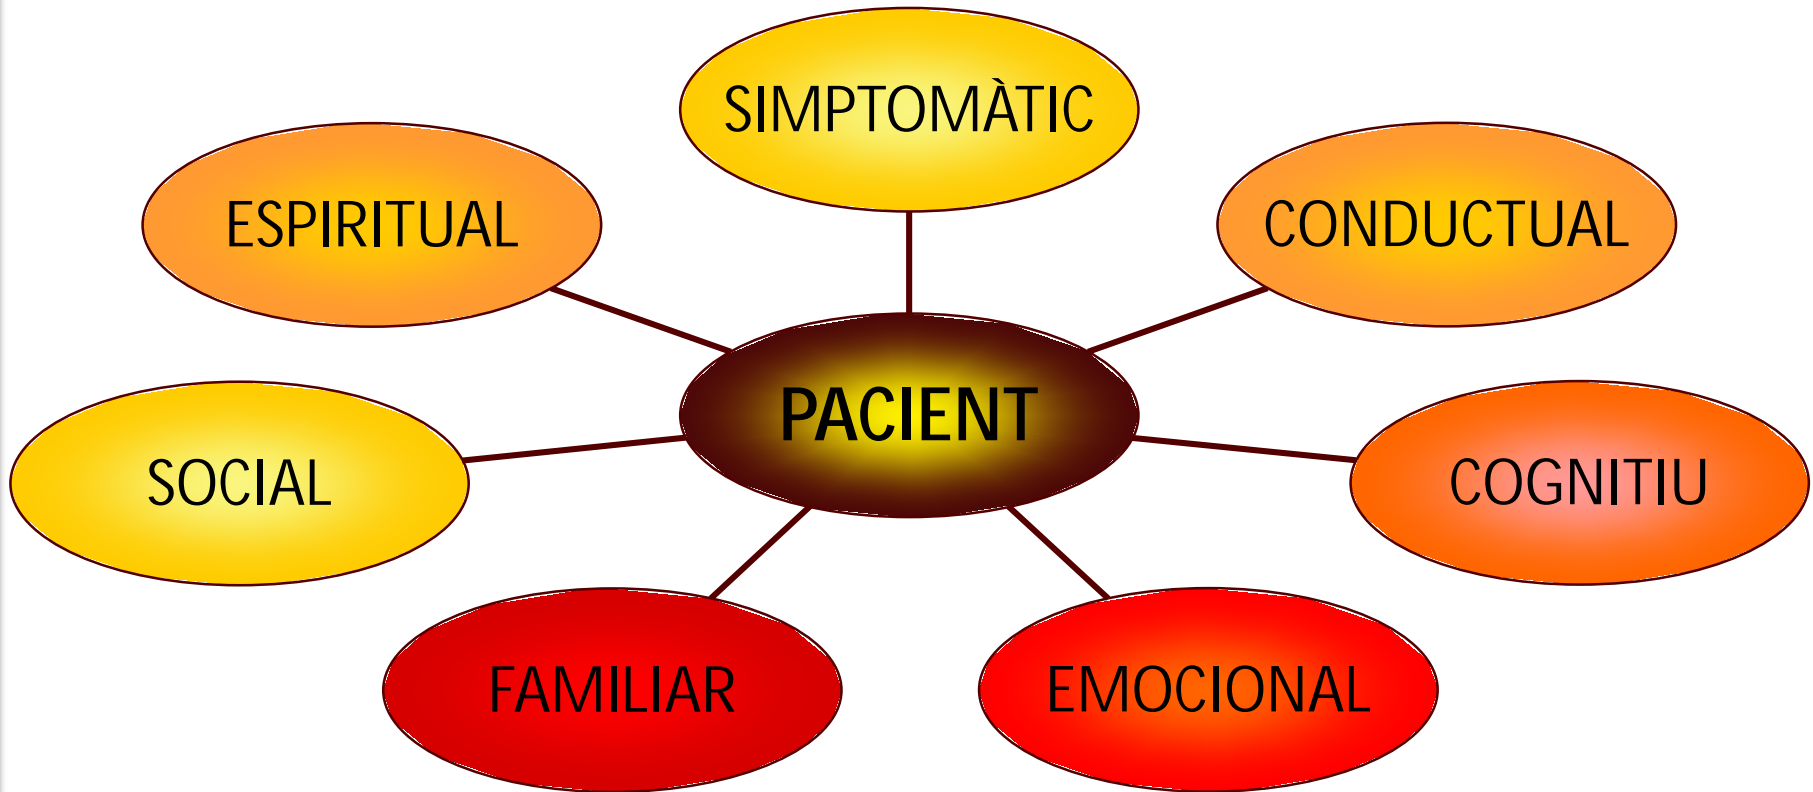 SIMPTOMÀTIC
ESPIRITUAL
CONDUCTUAL
PACIENT
SOCIAL
COGNITIU
FAMILIAR
EMOCIONAL